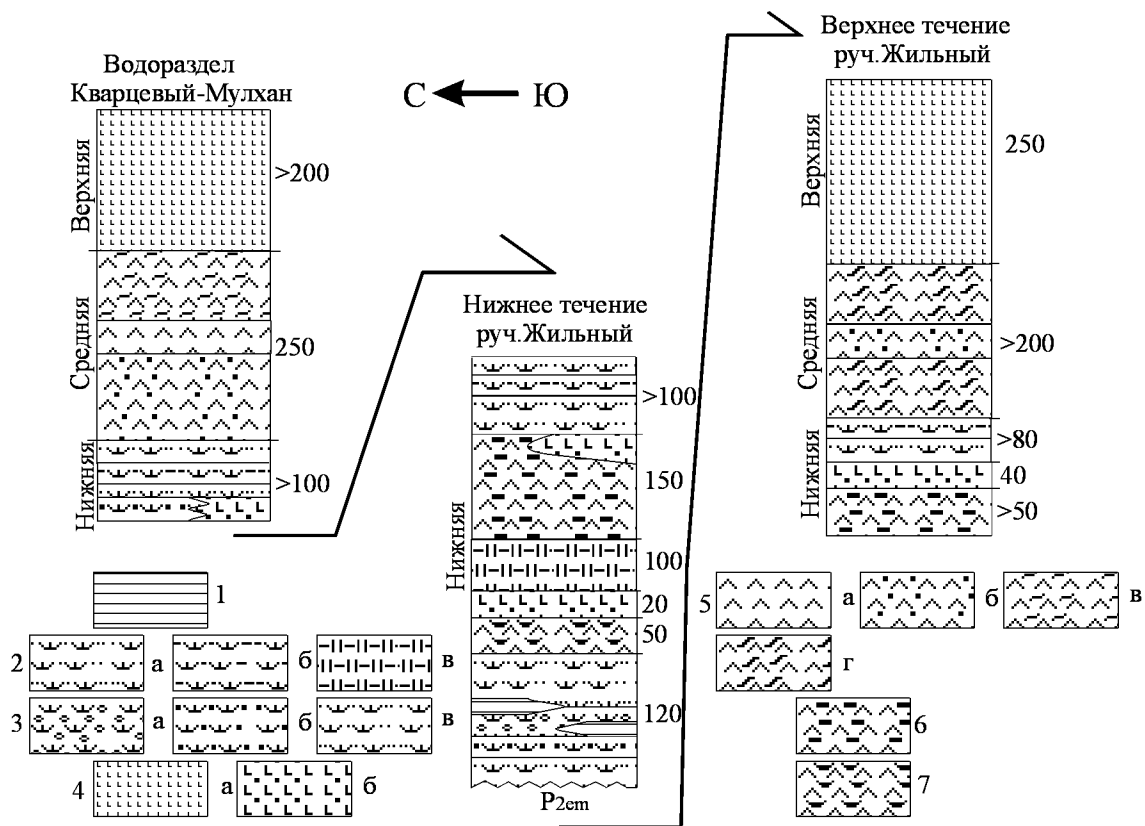 Водораздел
Кварцевый-Мулхан
Верхняя
>200
Средняя
250
Нижняя
>100
С
Ю
Нижнее течение
руч.Жильный
Нижняя
>100
150
100
20
50
120
P2em
Верхнее течение
руч.Жильный
Верхняя
250
Средняя
>200
Нижняя
>80
40
>50
1
2
а
б
в
3
а
б
в
4
а
б
5
а
б
в
г
6
7